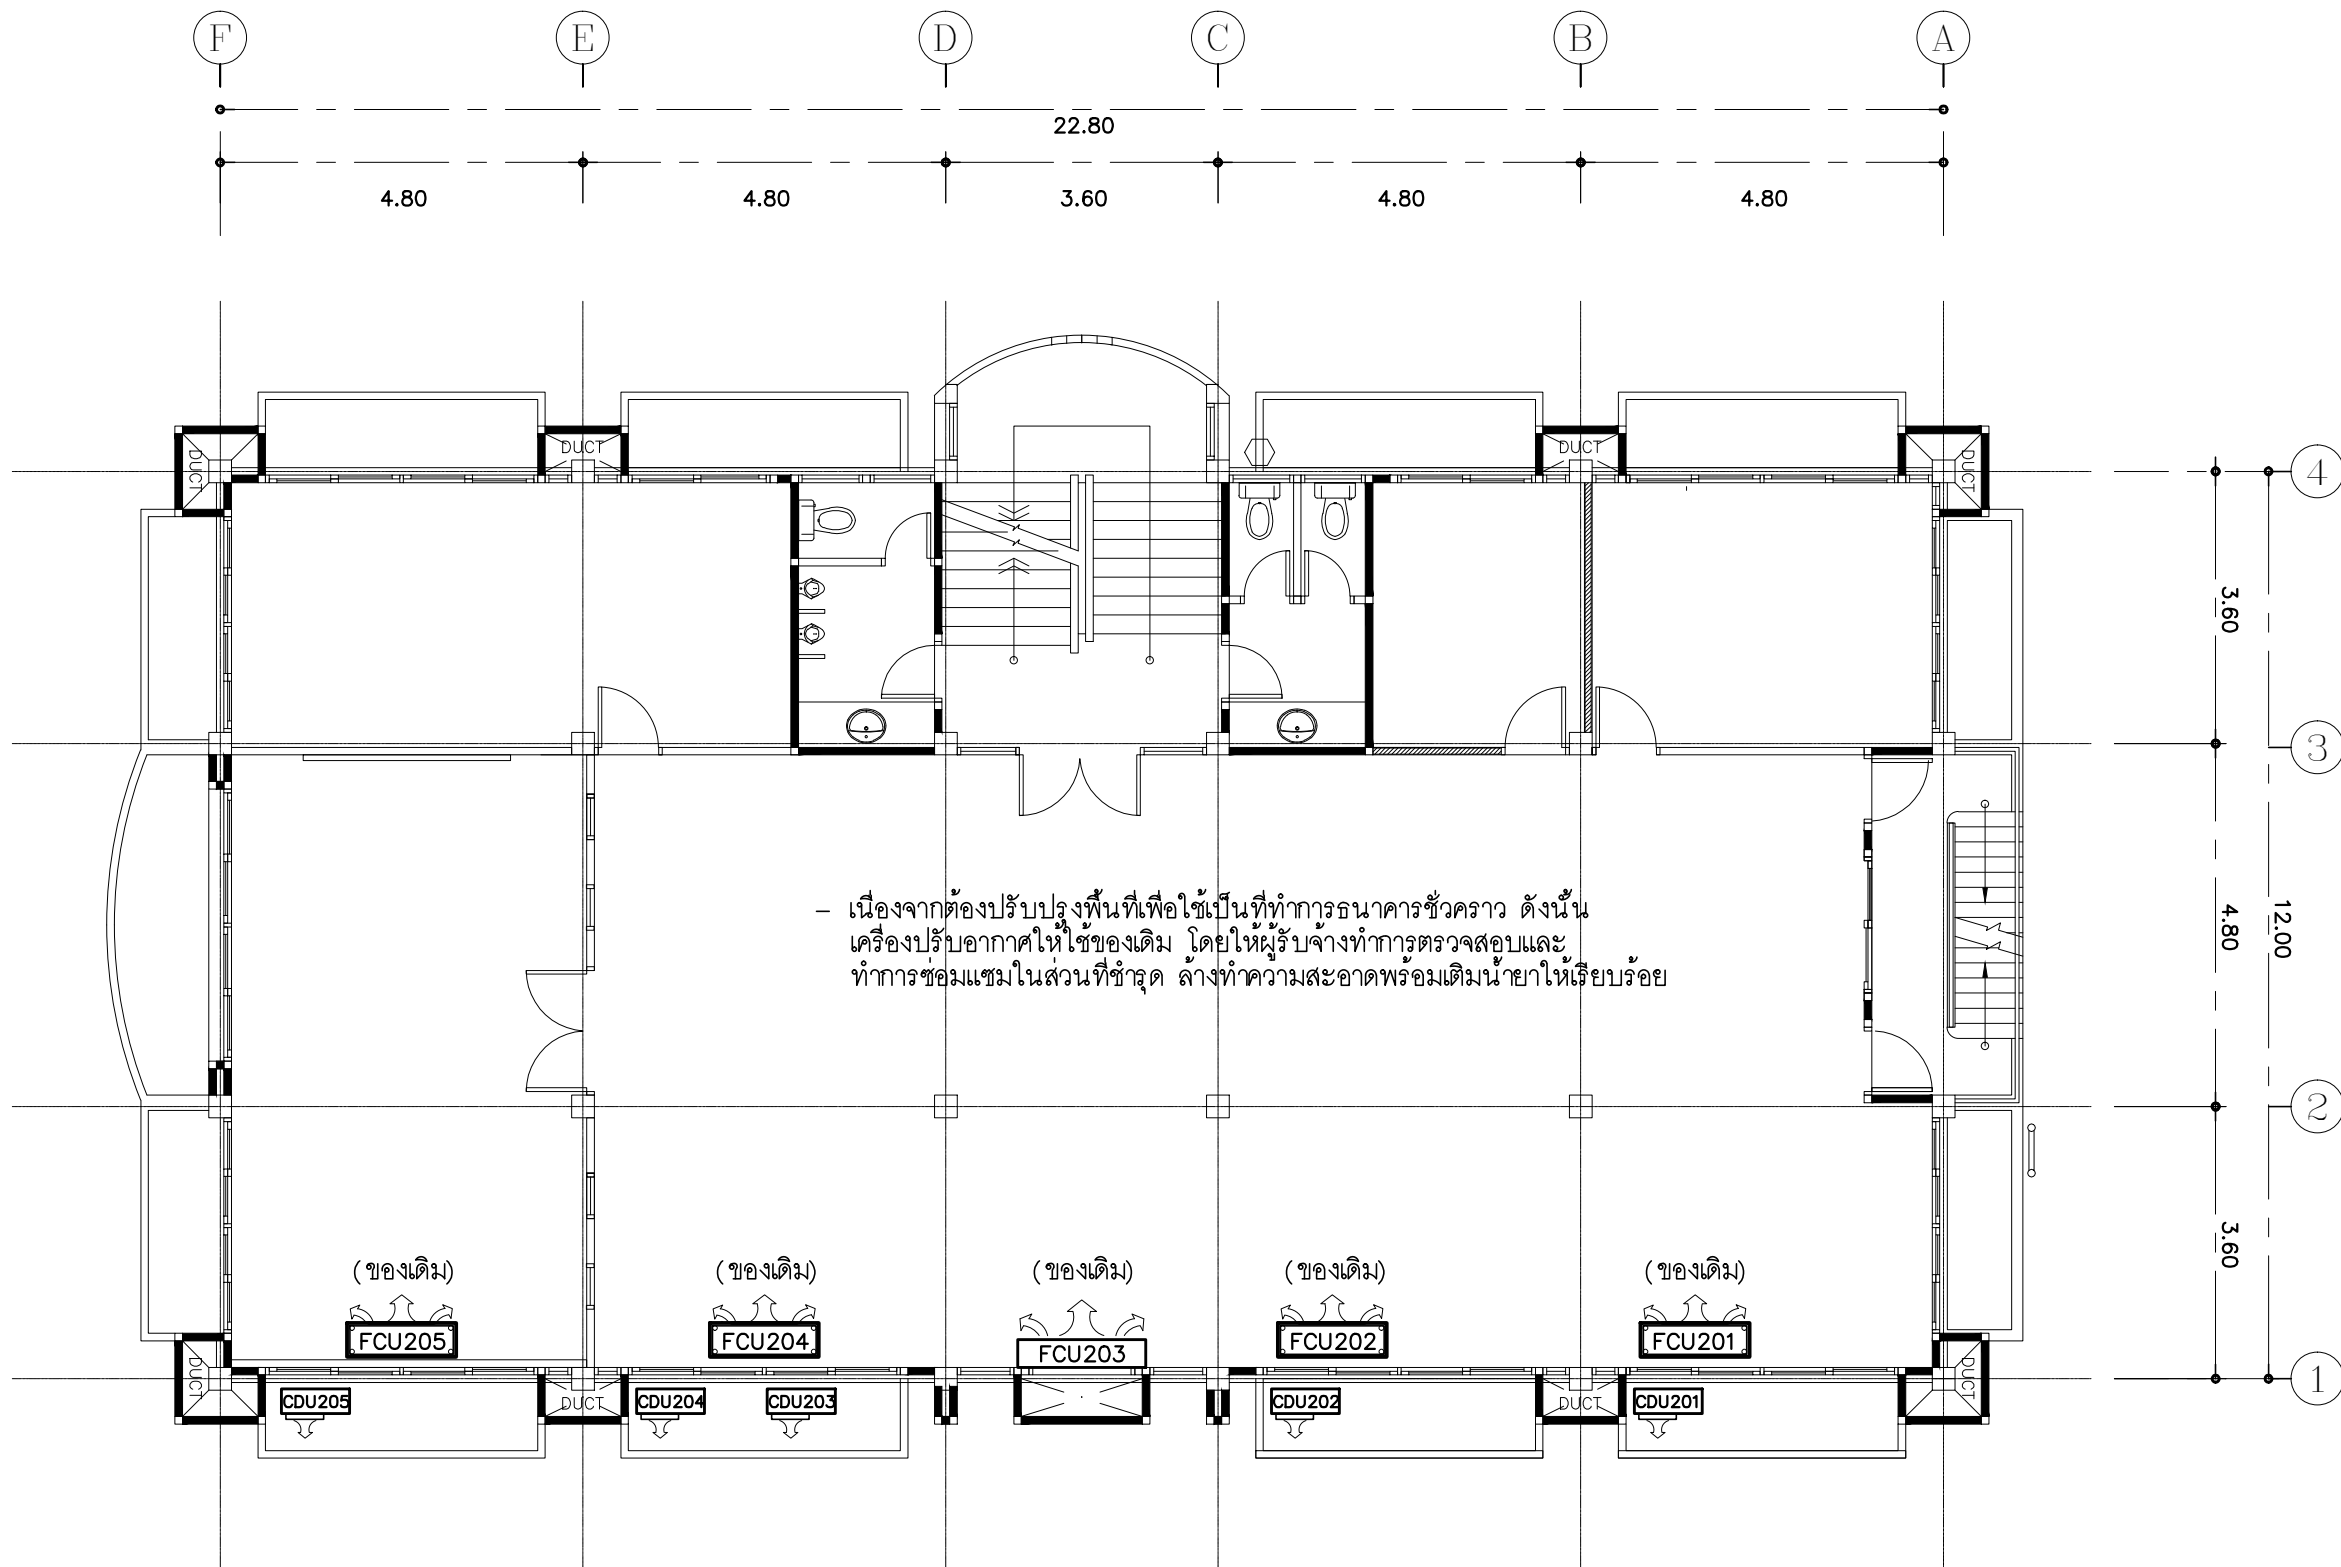 F E D C B A
22.80
4.80 4.80 3.60 4.80 4.80
DUCT DUCT DUCT DUCT
4
3.60
3
- เนื่องจากต้องปรับปรุงพื้นที่เพื่อใช้เป็นที่ทำการธนาคารชั่วคราว ดังนั้น
เครื่องปรับอากาศให้ใช้ของเดิม โดยให้ผู้รับจ้างทำการตรวจสอบและ
ทำการซ่อมแซมในส่วนที่ชำรุด ล้างทำความสะอาดพร้อมเติมน้ำยาให้เรียบร้อย
4.80
12.00
2
3.60
(ของเดิม) (ของเดิม) (ของเดิม) (ของเดิม) (ของเดิม)
FCU205 FCU204 FCU203 FCU202 FCU201
1
DUCT DUCT DUCT DUCT
CDU205 CDU204 CDU203 CDU202 CDU201